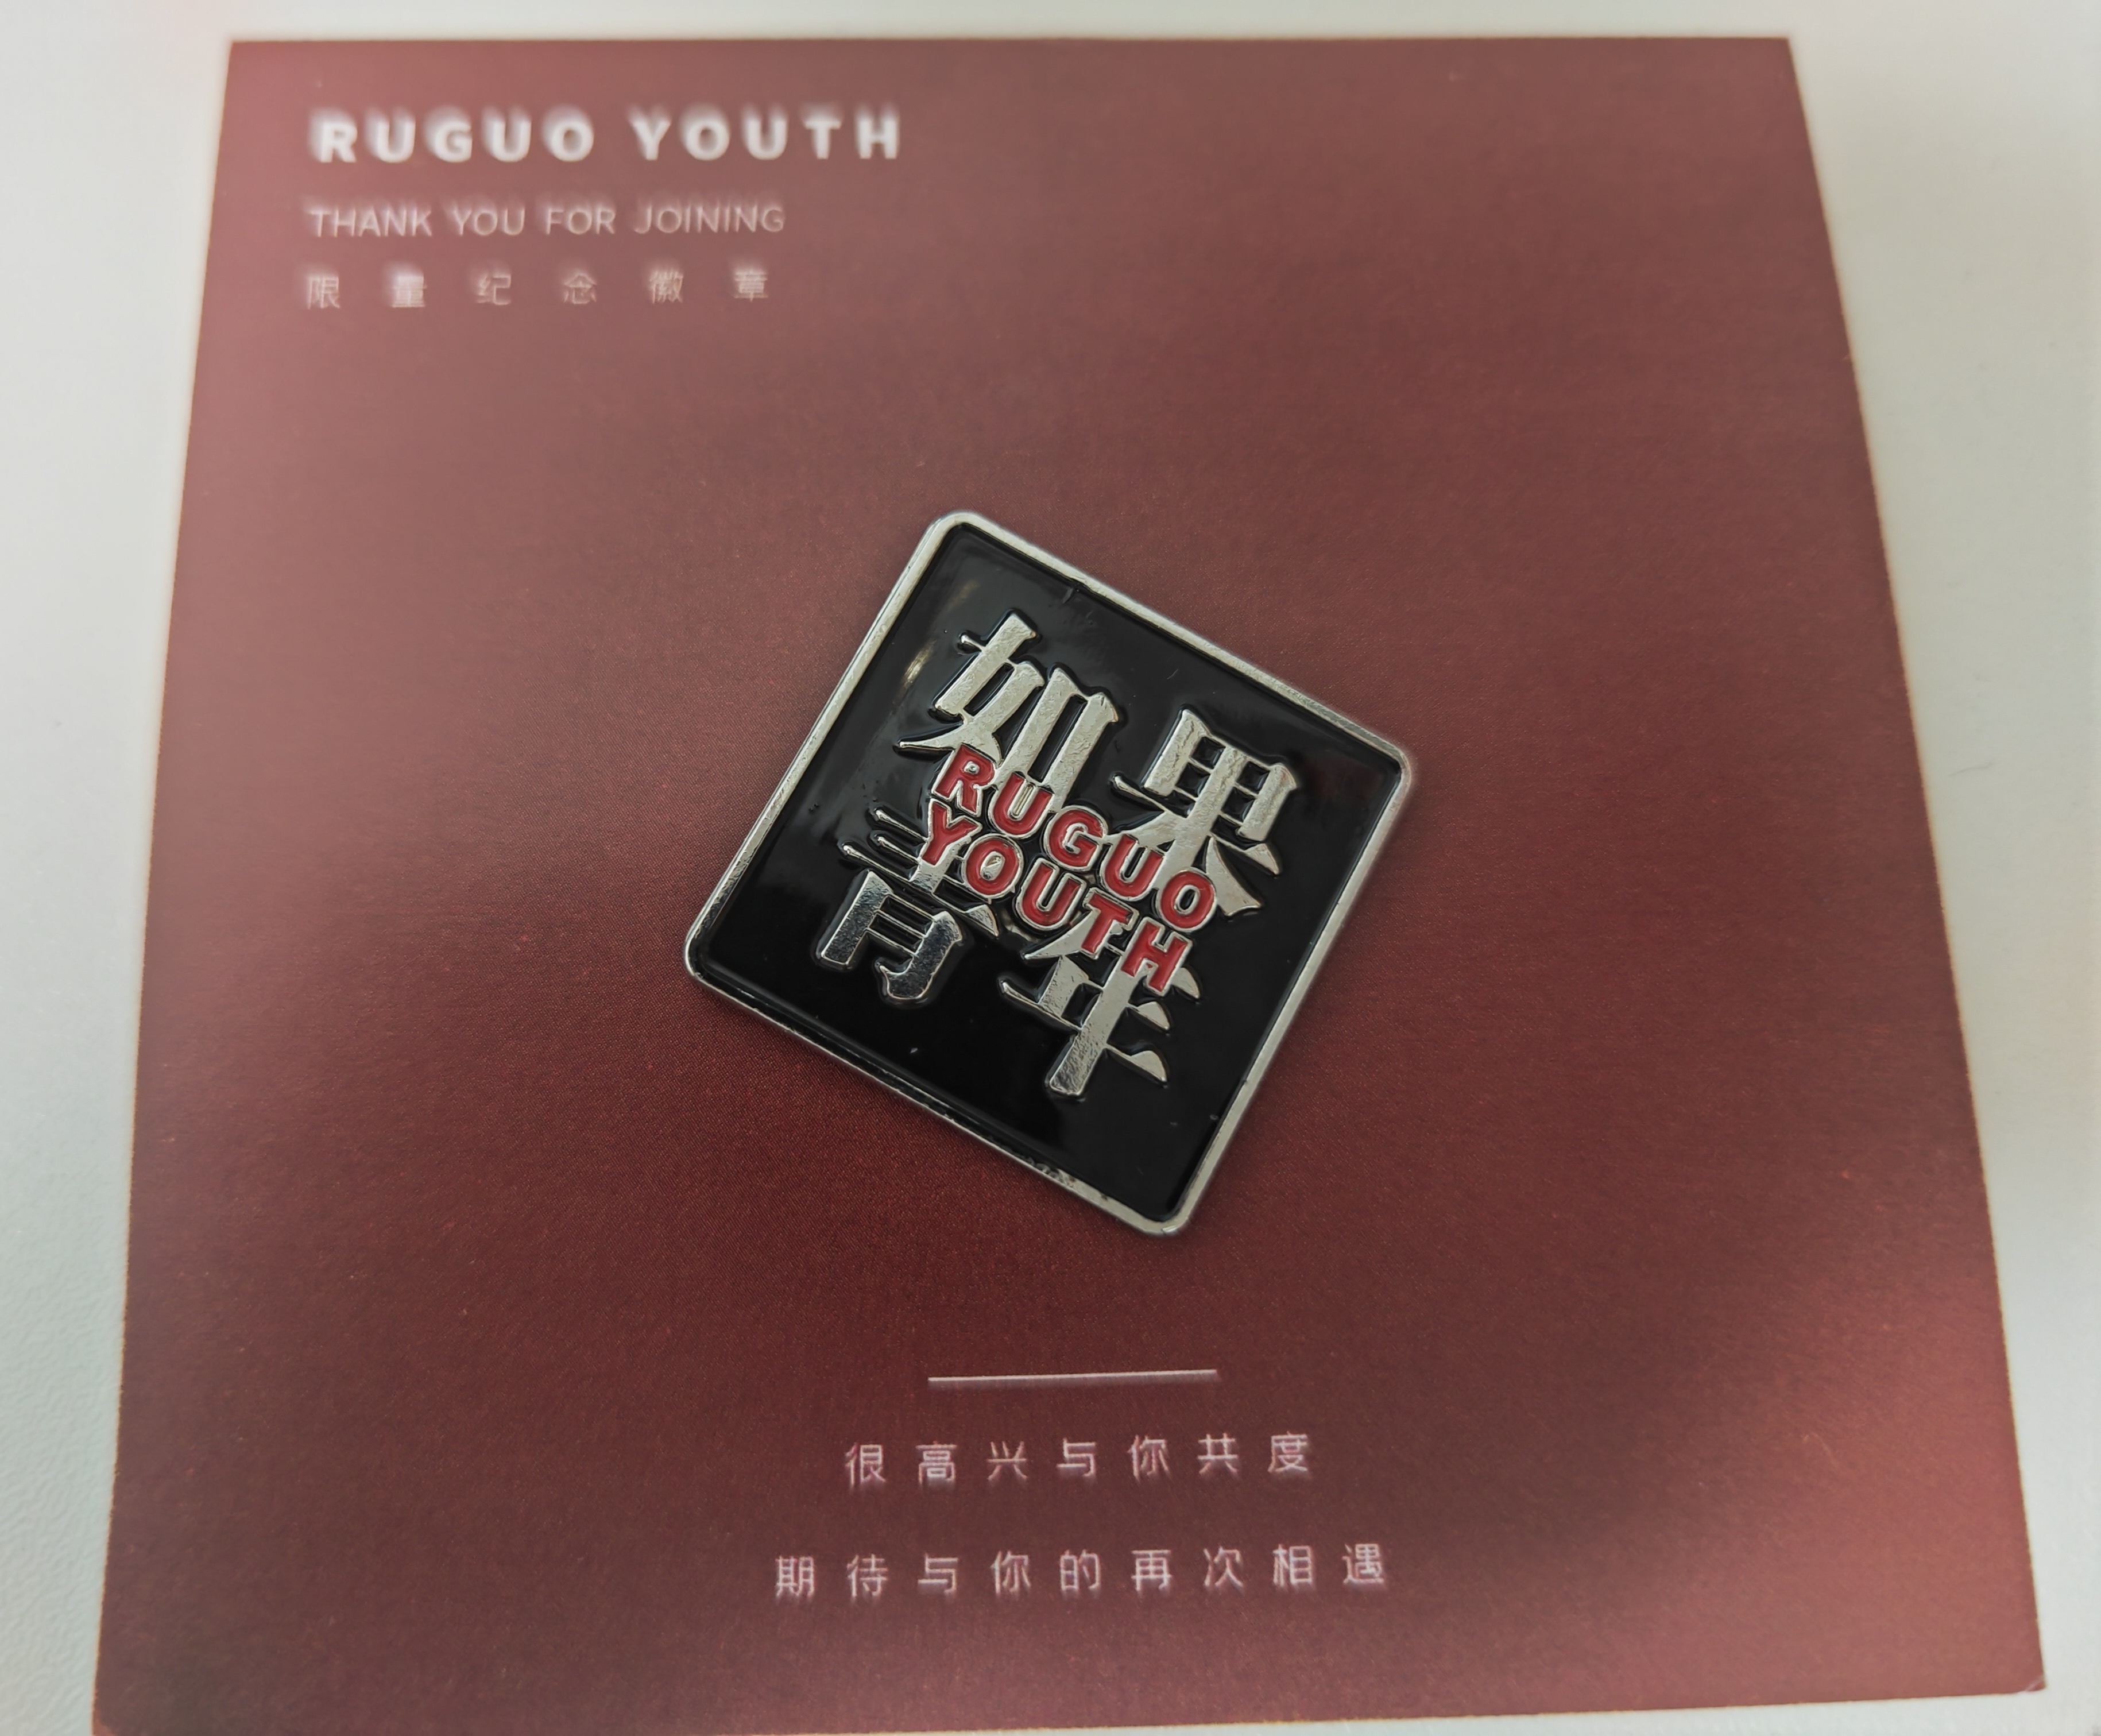 RUGUO YOUTH
THANK YOU FOR JOINING
限量纪念徽章
如果
RUGUO
YOUTH
青年
很高兴与你共度
期待与你的再次相遇